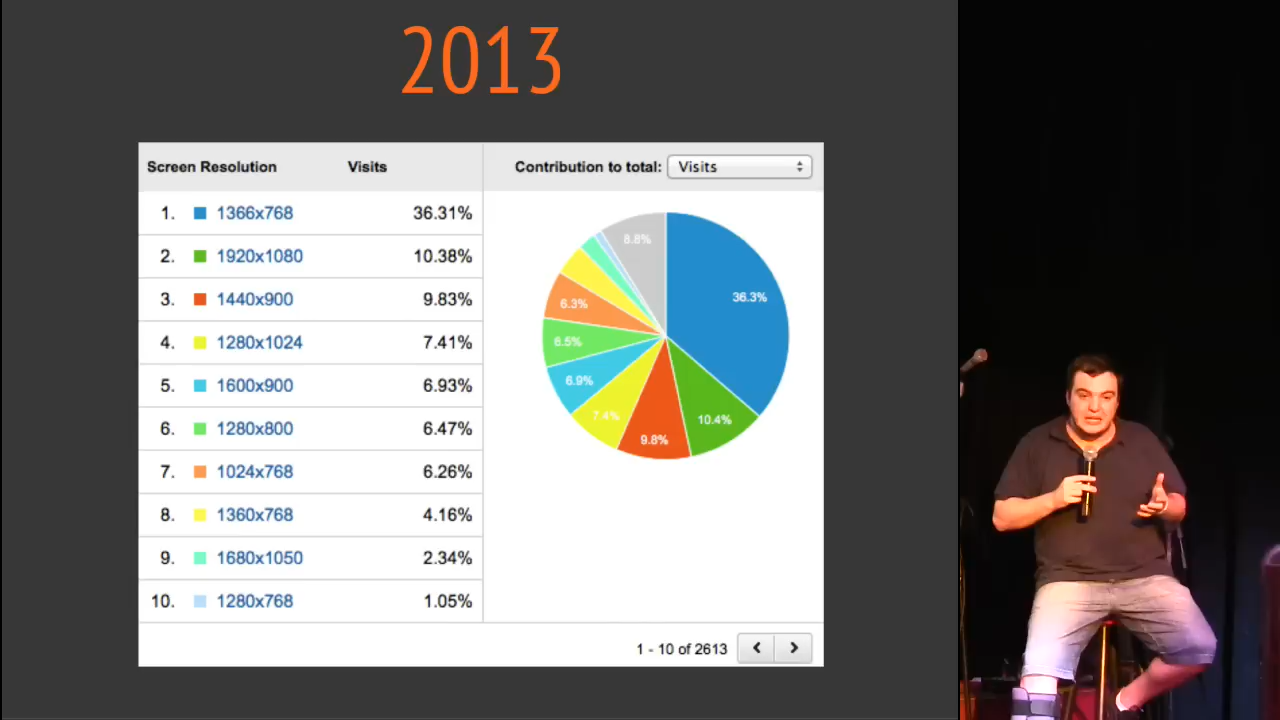 2013
Screen Resolution Visits
Contribution to total: Visits
1. 1366x768 36.31%
2. 1920x1080 10.38%
3. 1440x900 9.83%
4. 1280x1024 7.41%
5. 1600x900 6.93%
6. 1280x800 6.47%
7. 1024x768 6.26%
8. 1360x768 4.16%
9. 1680x1050 2.34%
10. 1280x768 1.05%
8.8%
36.3%
6.3%
6.5%
6.9%
7.4%
10.4%
9.8%
1 - 10 of 2613